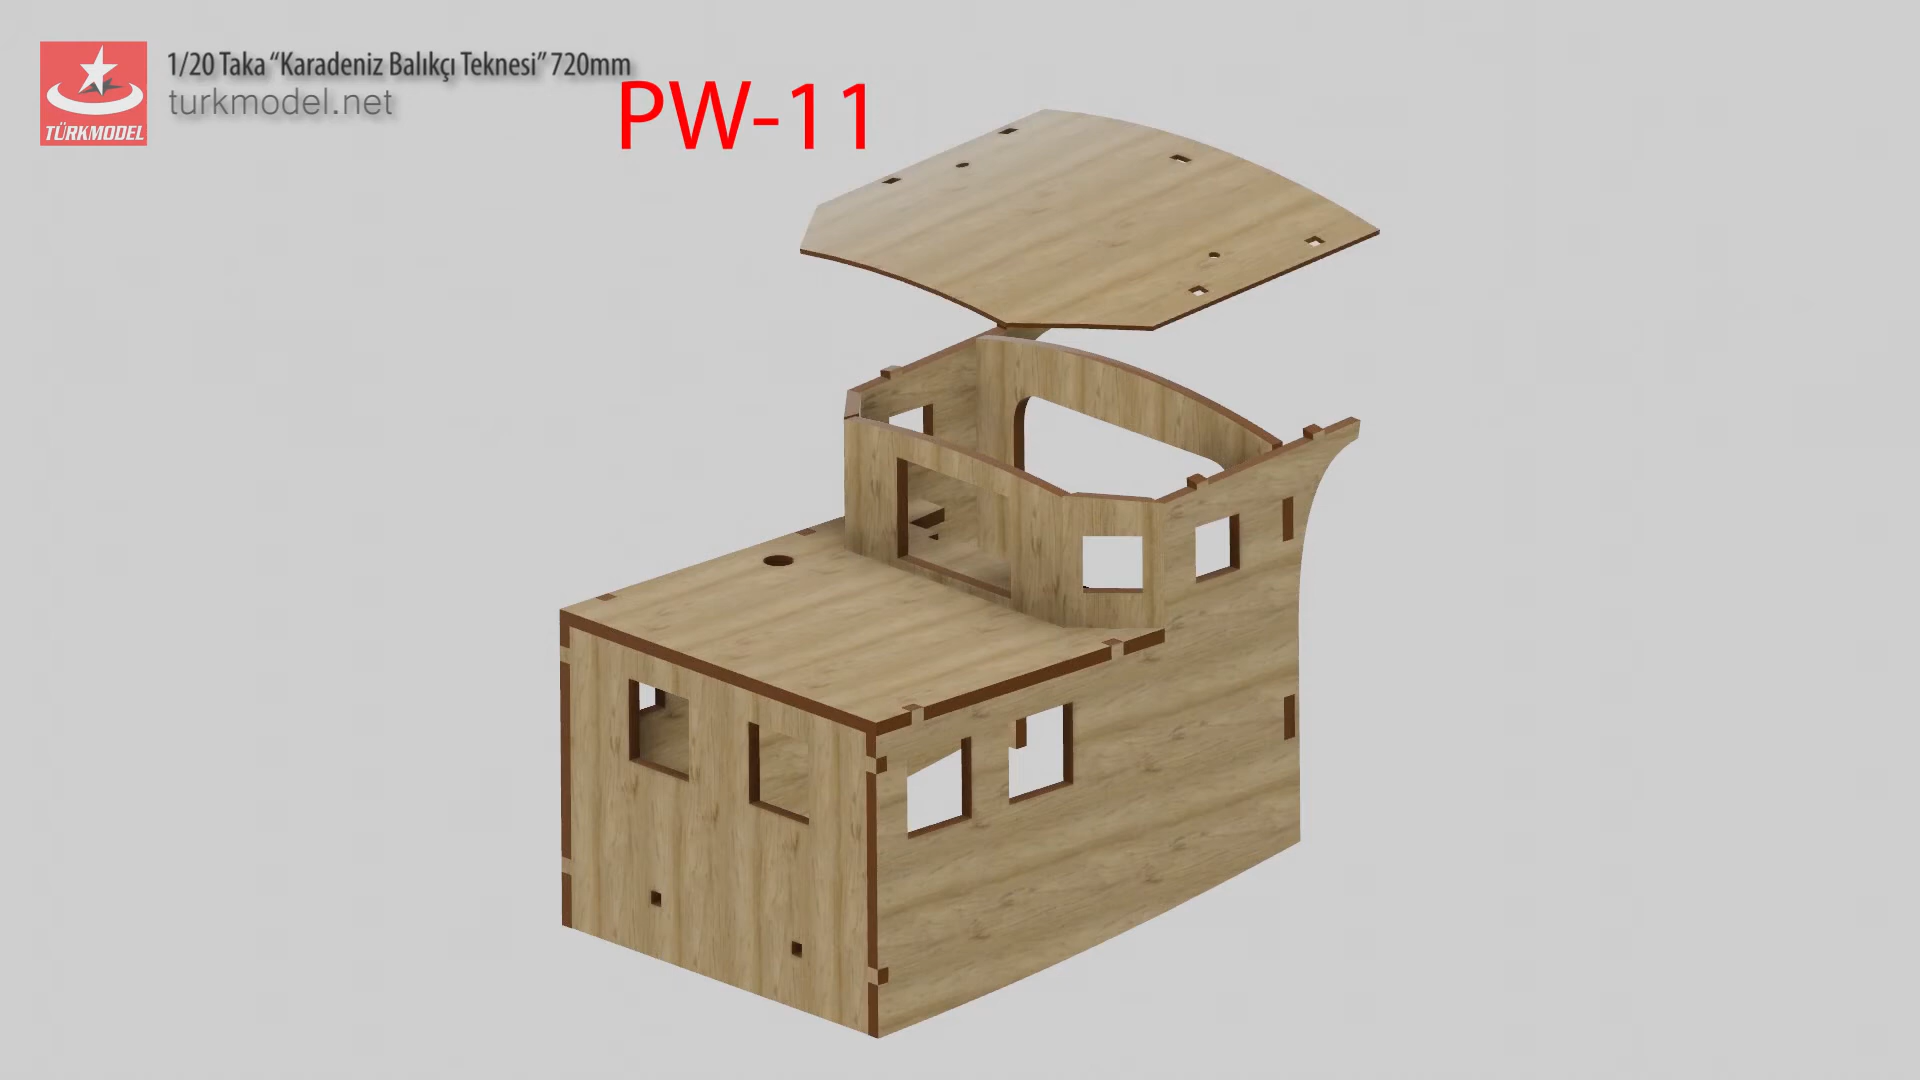 1/20 Taka “Karadeniz Balıkçı Teknesi” 720mm
turkmodel.net
TÜRKMODEL
PW-11